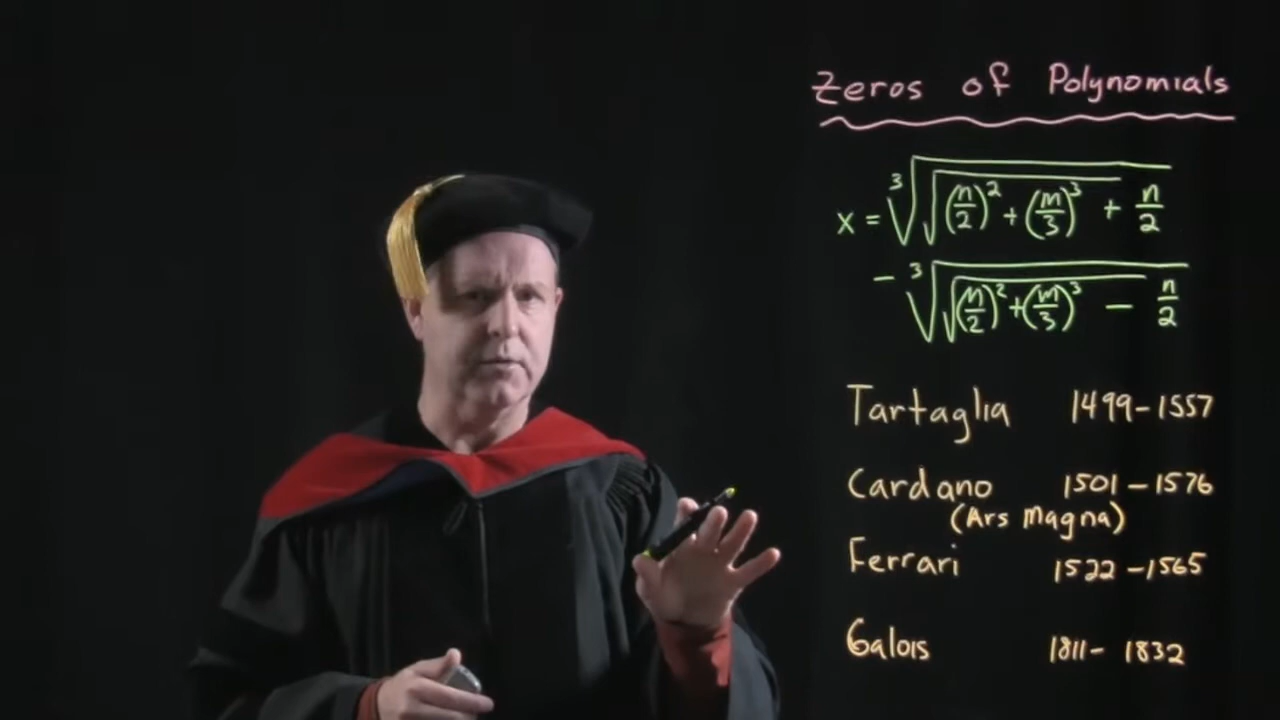 Zeros of Polynomials
x = ∛(√((n/2)² + (m/3)³) + n/2)
− ∛(√((n/2)² + (m/3)³) − n/2)
Tartaglia 1499-1557
Cardano 1501-1576
(Ars Magna)
Ferrari 1522-1565
Galois 1811-1832